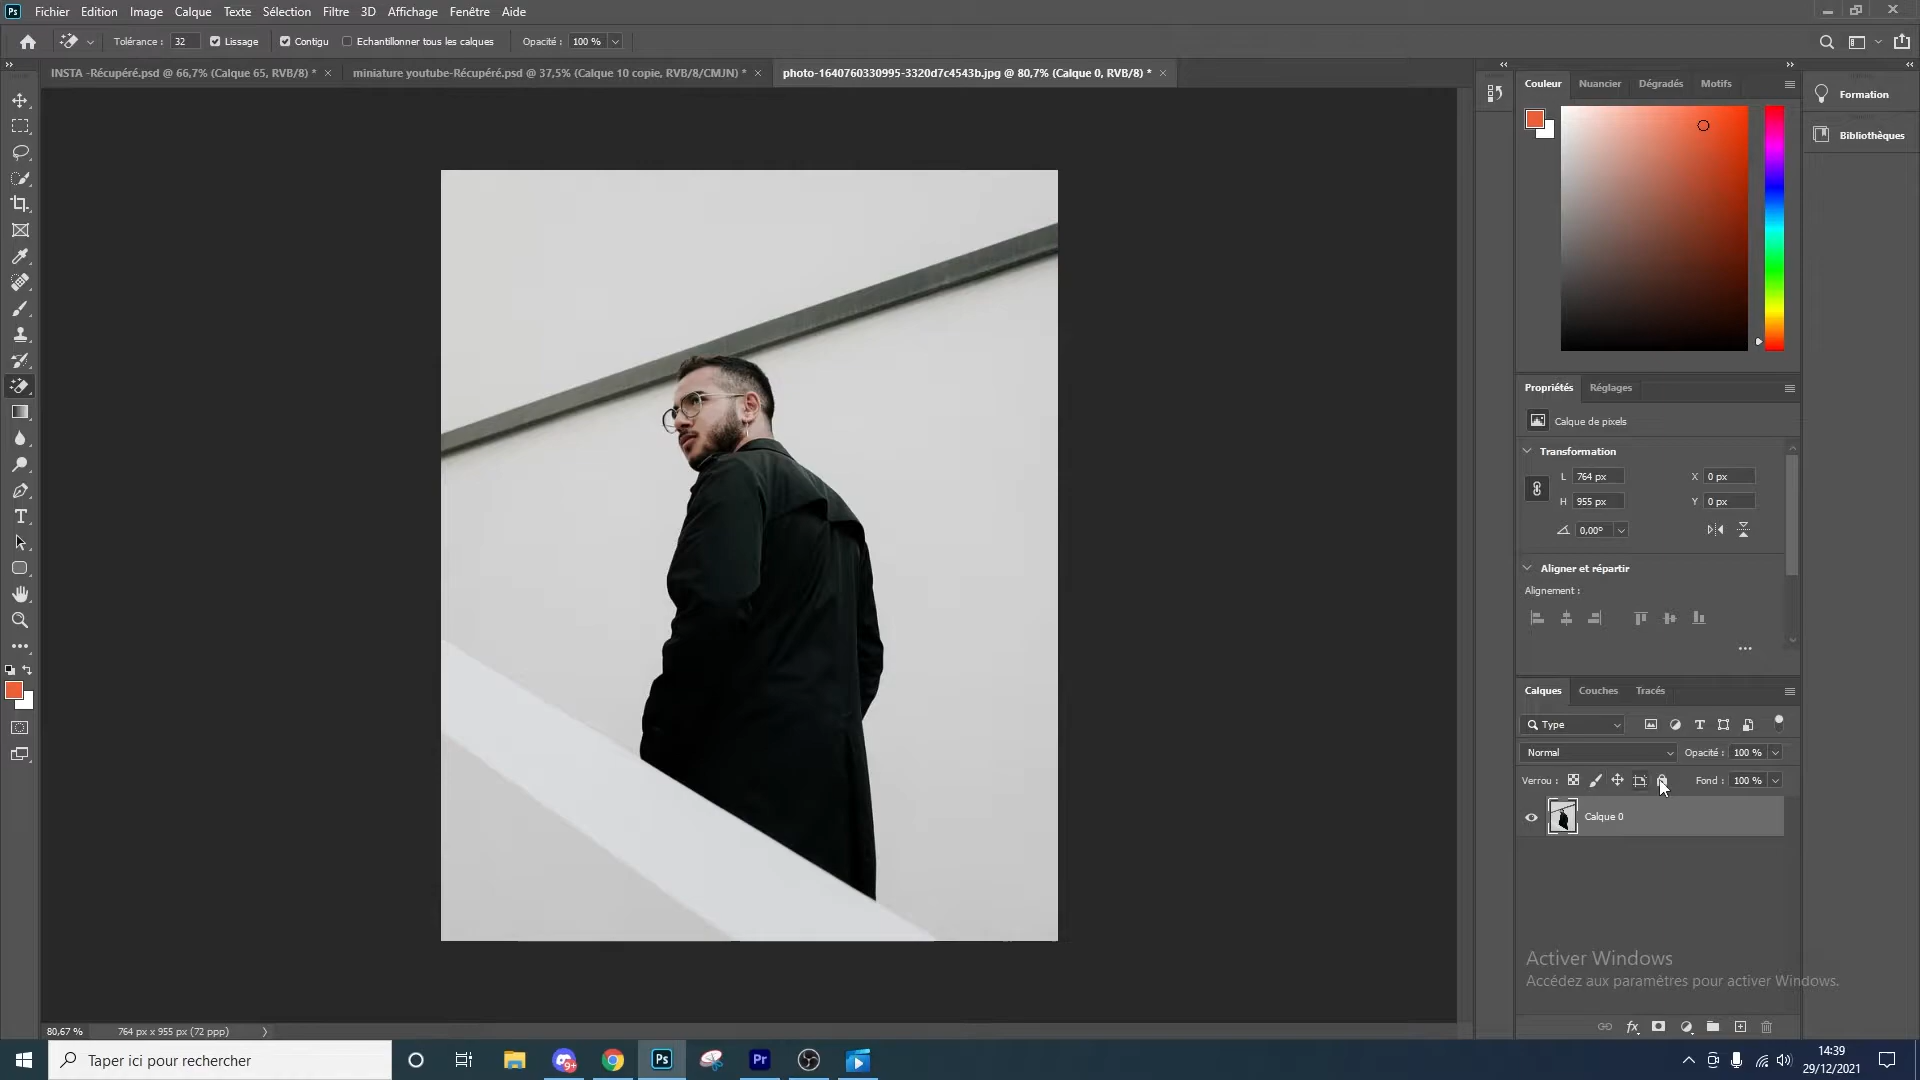 Ps Fichier Edition Image Calque Texte Sélection Filtre 3D Affichage Fenêtre Aide
Tolérance : 32 Lissage Contigu Echantillonner tous les calques Opacité : 100 %
INSTA -Récupéré.psd @ 66,7% (Calque 65, RVB/8) * × miniature youtube-Récupéré.psd @ 37,5% (Calque 10 copie, RVB/8/CMJN) * × photo-1640760330995-3320d7c4543b.jpg @ 80,7% (Calque 0, RVB/8) * ×
Couleur Nuancier Dégradés Motifs
Formation
Bibliothèques
Propriétés Réglages
Calque de pixels
Transformation
L 764 px X 0 px
H 955 px Y 0 px
0,00°
Aligner et répartir
Alignement :
Calques Couches Tracés
Type
Normal Opacité : 100 %
Verrou : Fond : 100 %
Calque 0
Activer Windows
Accédez aux paramètres pour activer Windows.
fx
80,67 % 764 px x 955 px (72 ppp)
Taper ici pour rechercher
9+
Ps
Pr
14:39
29/12/2021